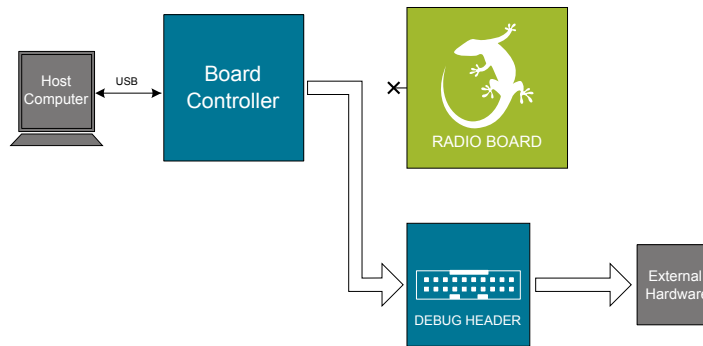 Host
Computer
USB
Board
Controller
RADIO BOARD
DEBUG HEADER
External
Hardware